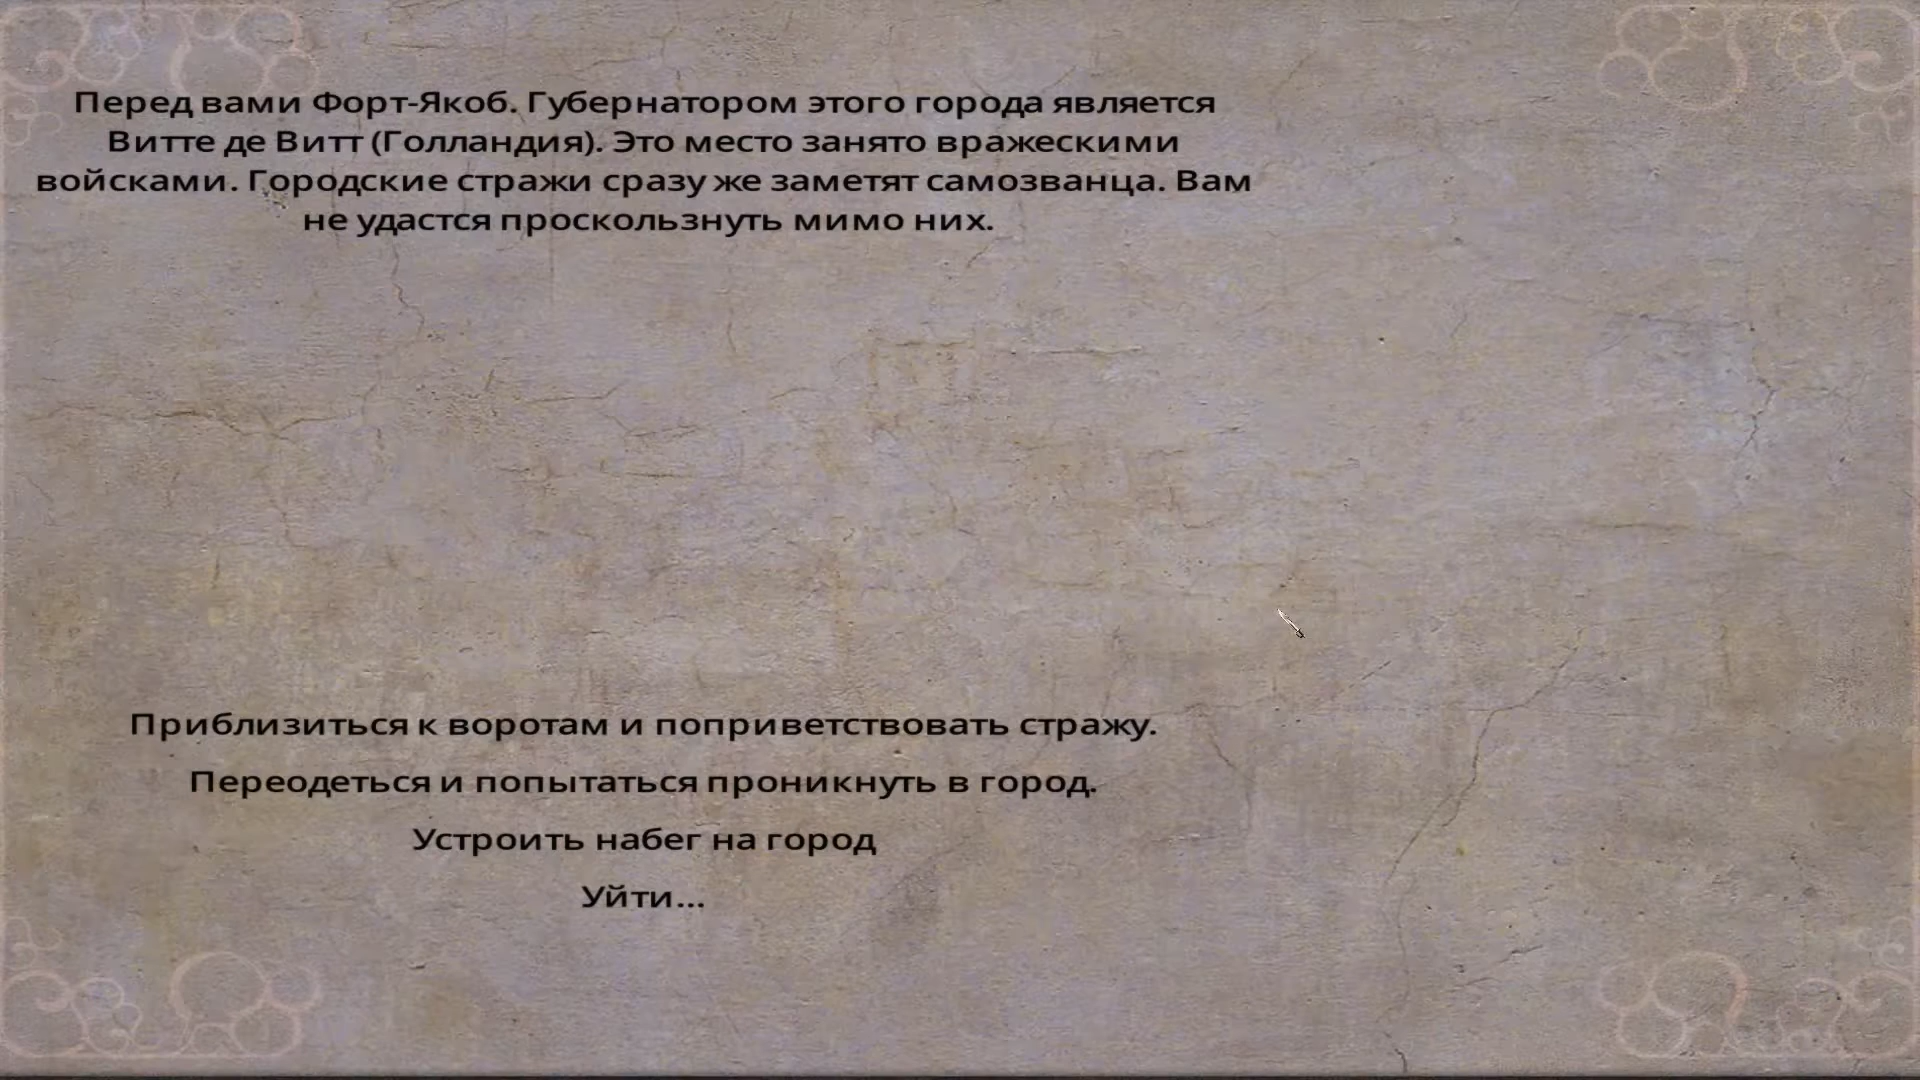 Перед вами Форт-Якоб. Губернатором этого города является
Витте де Витт (Голландия). Это место занято вражескими
войсками. Городские стражи сразу же заметят самозванца. Вам
не удастся проскользнуть мимо них.
Приблизиться к воротам и поприветствовать стражу.
Переодеться и попытаться проникнуть в город.
Устроить набег на город
Уйти...